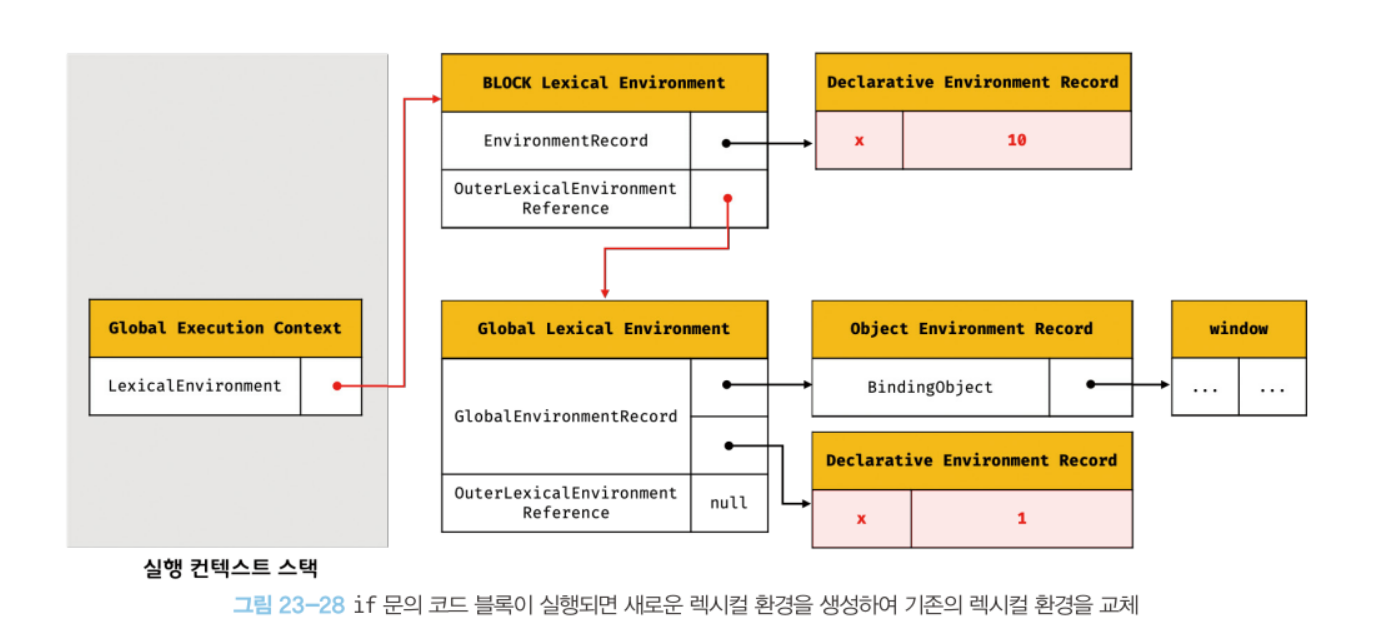 BLOCK Lexical Environment
EnvironmentRecord
OuterLexicalEnvironment
Reference
Declarative Environment Record
x 10
Global Execution Context
LexicalEnvironment
Global Lexical Environment
GlobalEnvironmentRecord
OuterLexicalEnvironment
Reference
null
Object Environment Record
BindingObject
window
... ...
Declarative Environment Record
x 1
실행 컨텍스트 스택
그림 23-28 if 문의 코드 블록이 실행되면 새로운 렉시컬 환경을 생성하여 기존의 렉시컬 환경을 교체